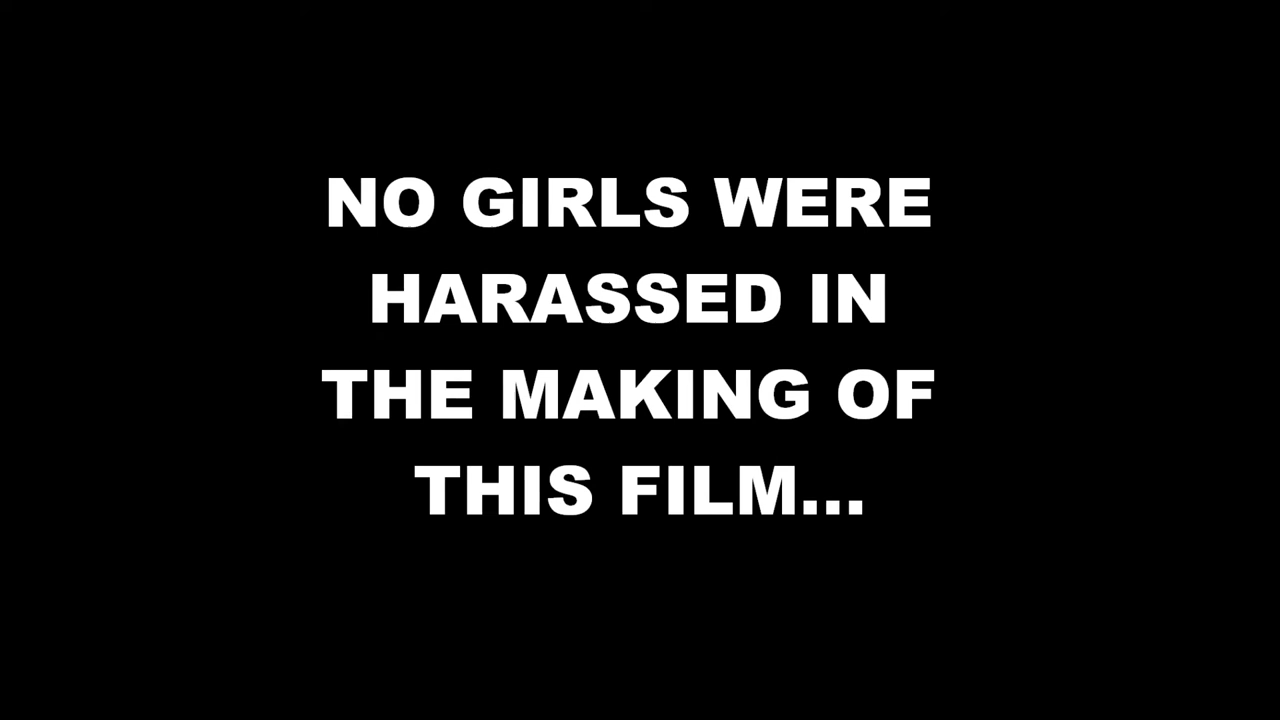 NO GIRLS WERE
HARASSED IN
THE MAKING OF
THIS FILM...